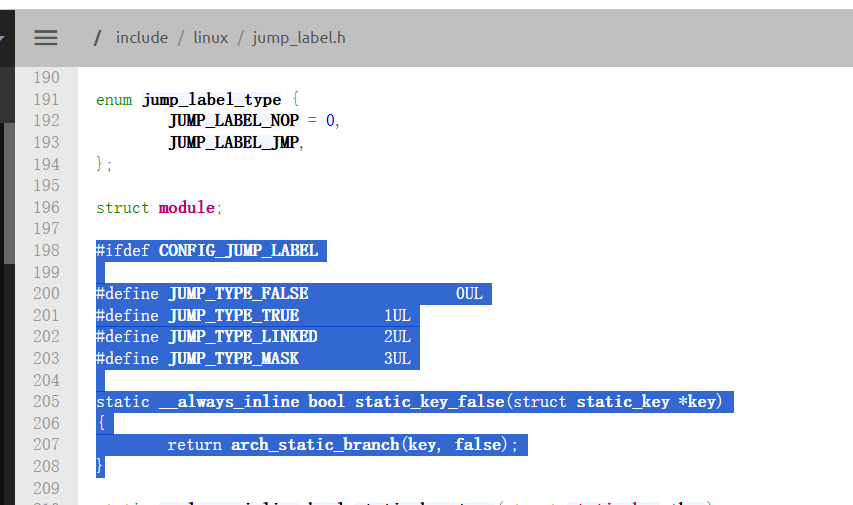 / include / linux / jump_label.h
190
191 enum jump_label_type {
192 JUMP_LABEL_NOP = 0,
193 JUMP_LABEL_JMP,
194 };
195
196 struct module;
197
198 #ifdef CONFIG_JUMP_LABEL
199
200 #define JUMP_TYPE_FALSE 0UL
201 #define JUMP_TYPE_TRUE 1UL
202 #define JUMP_TYPE_LINKED 2UL
203 #define JUMP_TYPE_MASK 3UL
204
205 static __always_inline bool static_key_false(struct static_key *key)
206 {
207 return arch_static_branch(key, false);
208 }
209